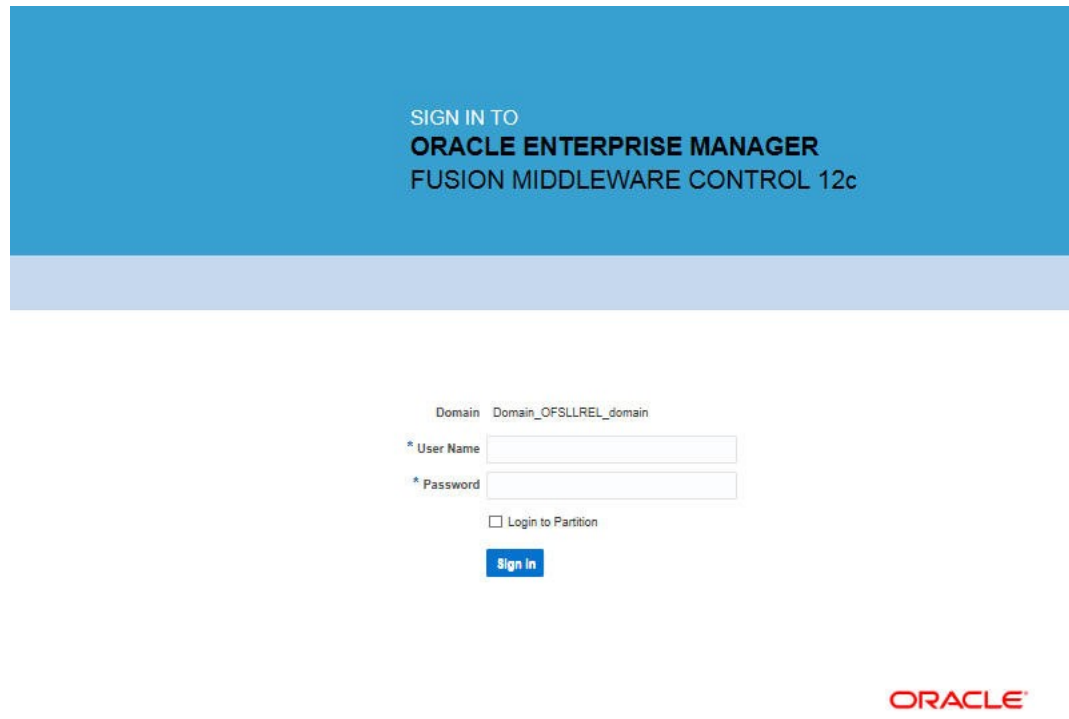 SIGN IN TO
ORACLE ENTERPRISE MANAGER
FUSION MIDDLEWARE CONTROL 12c
Domain Domain_OFSLLREL_domain
* User Name
* Password
Login to Partition
Sign in
ORACLE®